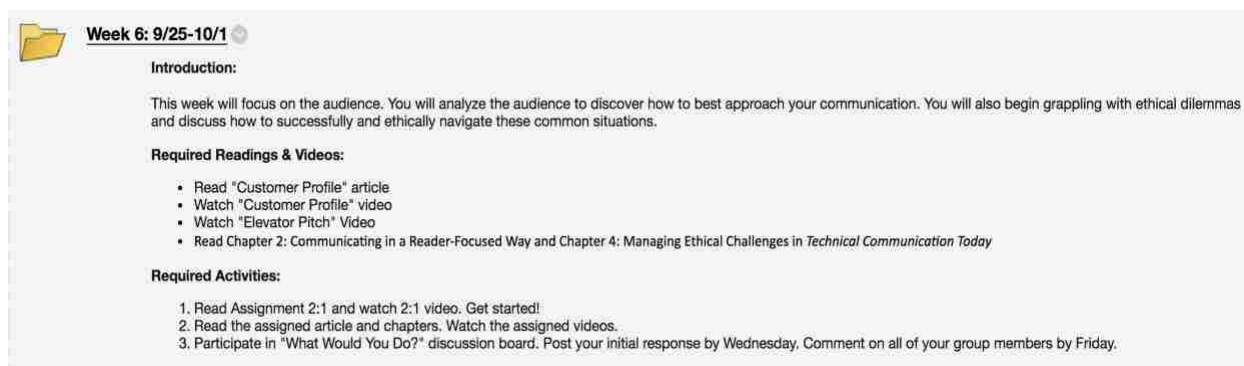 Week 6: 9/25-10/1
Introduction:
This week will focus on the audience. You will analyze the audience to discover how to best approach your communication. You will also begin grappling with ethical dilemmas
and discuss how to successfully and ethically navigate these common situations.
Required Readings & Videos:
• Read "Customer Profile" article
• Watch "Customer Profile" video
• Watch "Elevator Pitch" Video
• Read Chapter 2: Communicating in a Reader-Focused Way and Chapter 4: Managing Ethical Challenges in Technical Communication Today
Required Activities:
1. Read Assignment 2:1 and watch 2:1 video. Get started!
2. Read the assigned article and chapters. Watch the assigned videos.
3. Participate in "What Would You Do?" discussion board. Post your initial response by Wednesday. Comment on all of your group members by Friday.